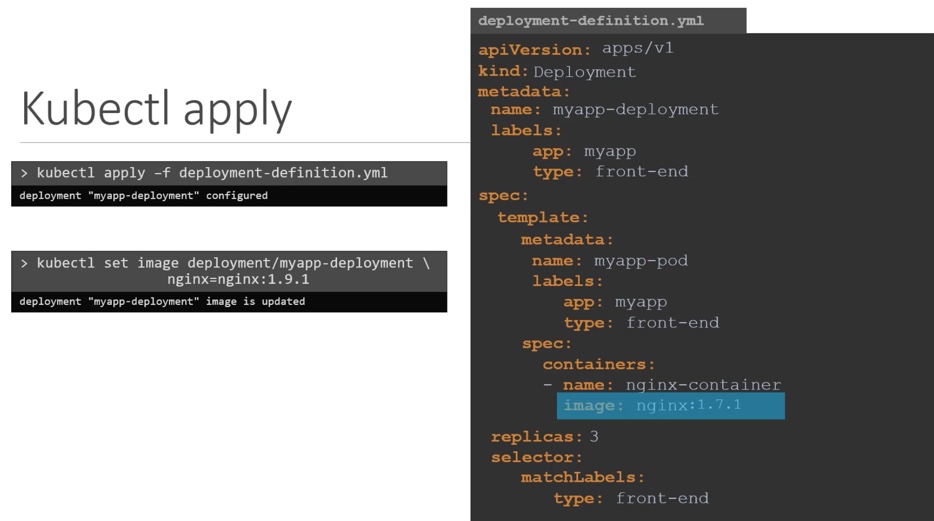 Kubectl apply
> kubectl apply –f deployment-definition.yml
deployment "myapp-deployment" configured
> kubectl set image deployment/myapp-deployment \
nginx=nginx:1.9.1
deployment "myapp-deployment" image is updated
deployment-definition.yml
apiVersion: apps/v1
kind: Deployment
metadata:
name: myapp-deployment
labels:
app: myapp
type: front-end
spec:
template:
metadata:
name: myapp-pod
labels:
app: myapp
type: front-end
spec:
containers:
- name: nginx-container
image: nginx:1.7.1
replicas: 3
selector:
matchLabels:
type: front-end